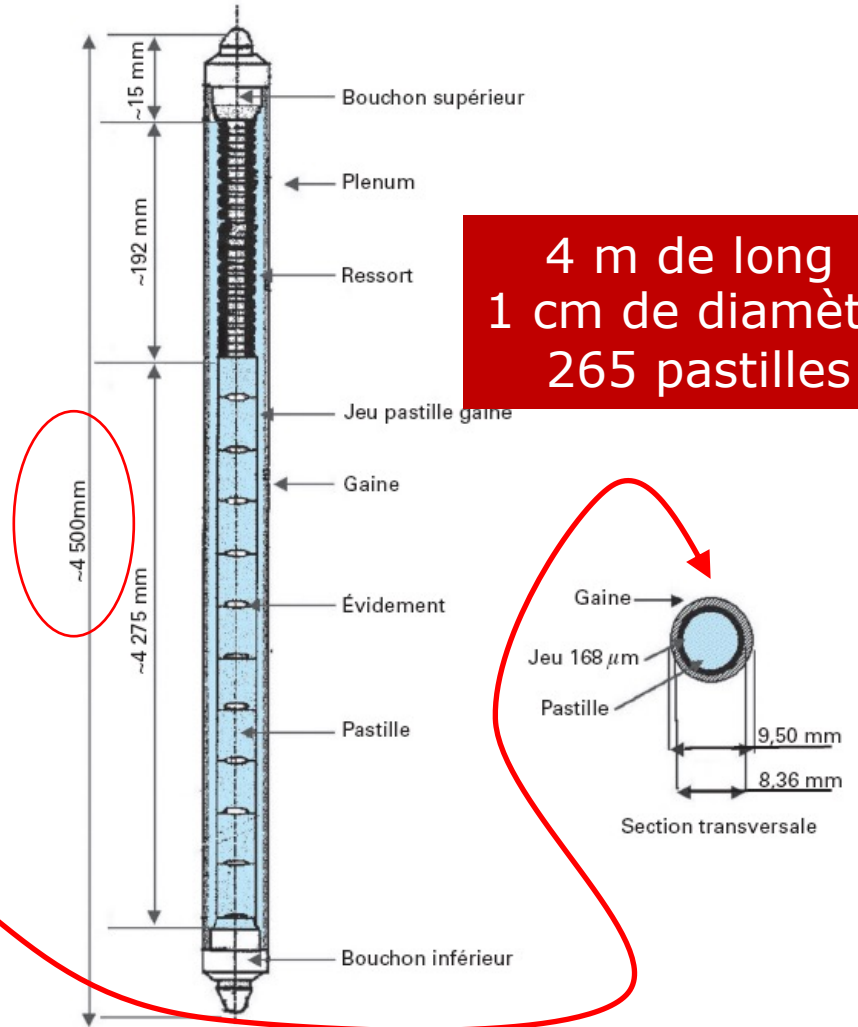 ~15 mm
Bouchon supérieur
Plenum
~192 mm
Ressort
4 m de long
1 cm de diamèt
265 pastilles
Jeu pastille gaine
Gaine
~4 500mm
~4 275 mm
Évidement
Pastille
Bouchon inférieur
Gaine
Jeu 168 µm
Pastille
9,50 mm
8,36 mm
Section transversale